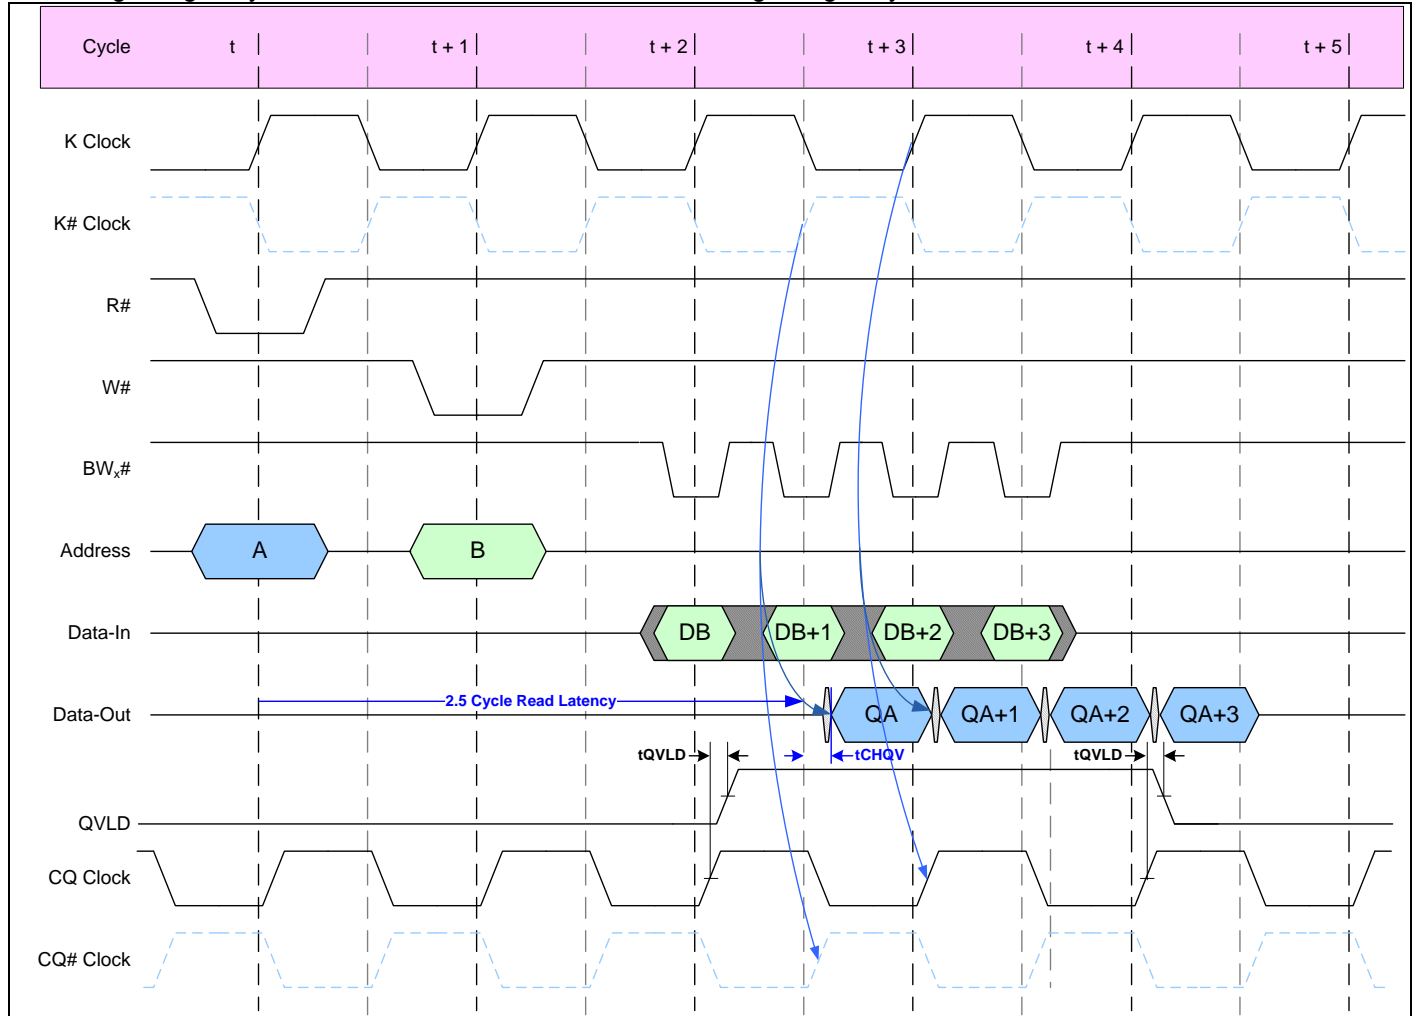 Cycle t t + 1 t + 2 t + 3 t + 4 t + 5
K Clock
K# Clock
R#
W#
BWx#
Address A B
Data-In DB DB+1 DB+2 DB+3
2.5 Cycle Read Latency
Data-Out QA QA+1 QA+2 QA+3
tQVLD tCHQV tQVLD
QVLD
CQ Clock
CQ# Clock